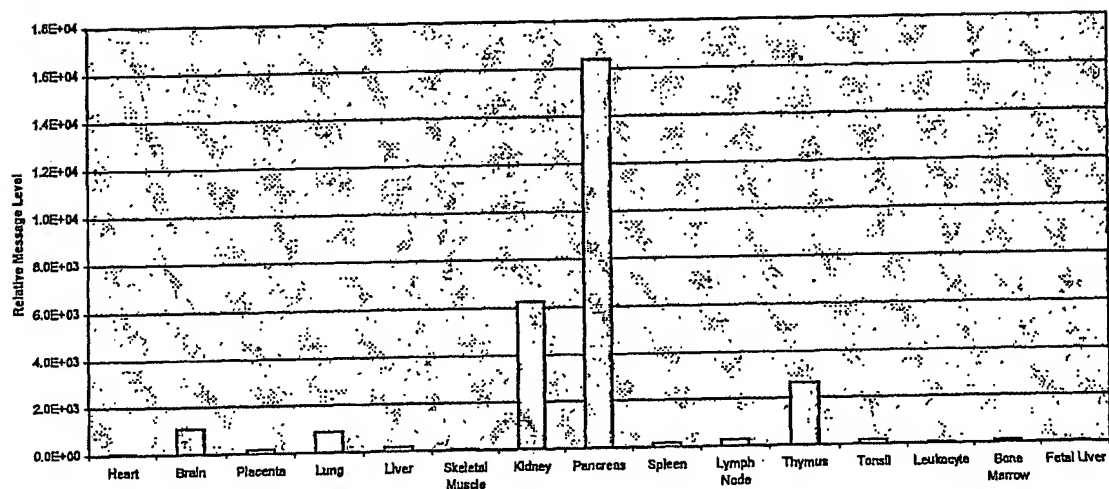 1.8E+04
1.6E+04
1.4E+04
1.2E+04
1.0E+04
8.0E+03
6.0E+03
4.0E+03
2.0E+03
0.0E+00
Relative Message Level
Heart
Brain
Placenta
Lung
Liver
Skeletal
Muscle
Kidney
Pancreas
Spleen
Lymph
Node
Thymus
Tonsil
Leukocyte
Bone
Marrow
Fetal Liver